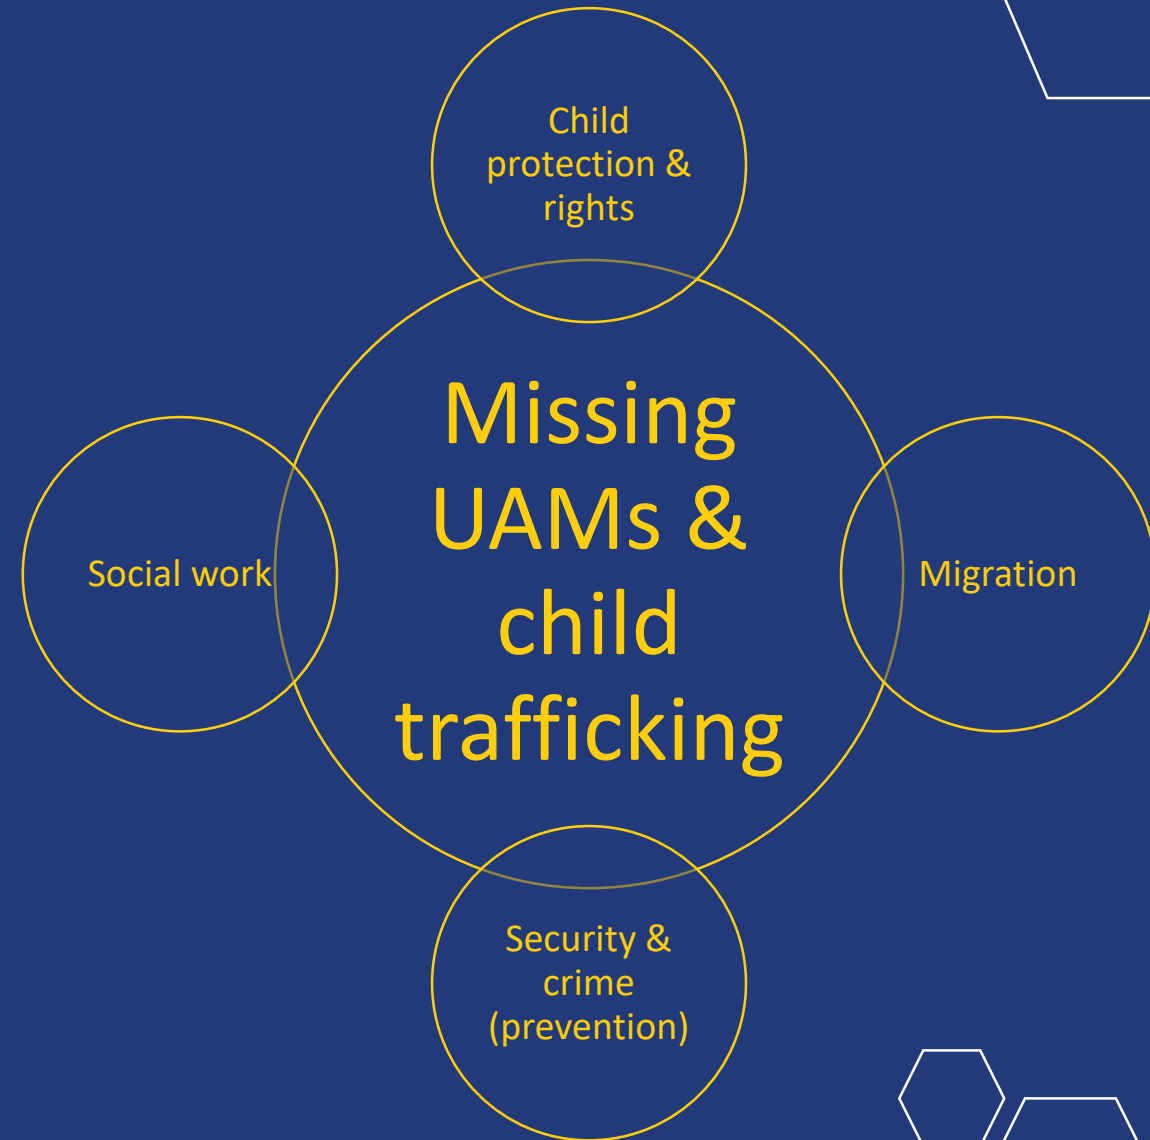 Child
protection &
rights
Missing
UAMs &
child
trafficking
Social work
Migration
Security &
crime
(prevention)